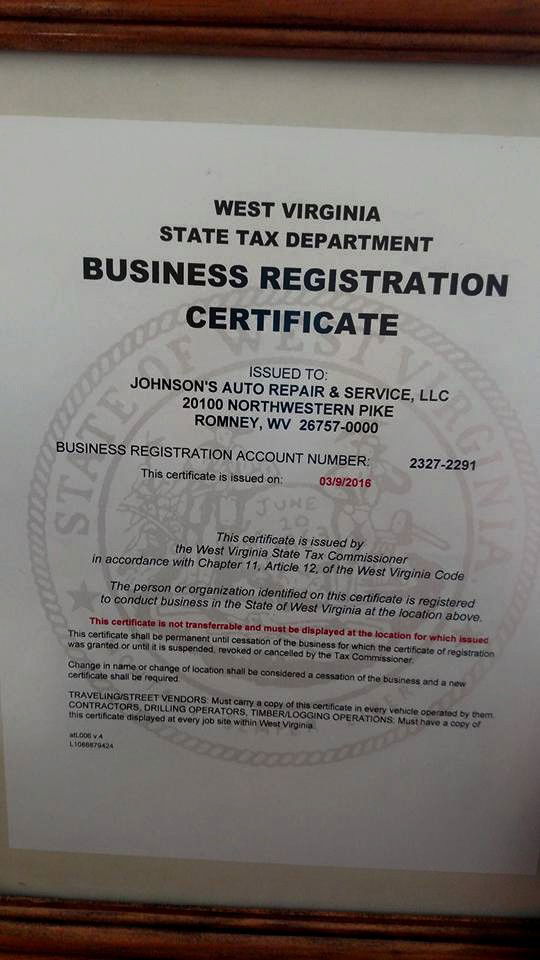 WEST VIRGINIA
STATE TAX DEPARTMENT
BUSINESS REGISTRATION
CERTIFICATE
ISSUED TO:
JOHNSON'S AUTO REPAIR & SERVICE, LLC
20100 NORTHWESTERN PIKE
ROMNEY, WV 26757-0000
BUSINESS REGISTRATION ACCOUNT NUMBER: 2327-2291
This certificate is issued on: 03/9/2016
This certificate is issued by
the West Virginia State Tax Commissioner
in accordance with Chapter 11, Article 12, of the West Virginia Code
The person or organization identified on this certificate is registered
to conduct business in the State of West Virginia at the location above.
This certificate is not transferrable and must be displayed at the location for which issued
This certificate shall be permanent until cessation of the business for which the certificate of registration
was granted or until it is suspended, revoked or cancelled by the Tax Commissioner.
Change in name or change of location shall be considered a cessation of the business and a new
certificate shall be required.
TRAVELING/STREET VENDORS: Must carry a copy of this certificate in every vehicle operated by them.
CONTRACTORS, DRILLING OPERATORS, TIMBER/LOGGING OPERATIONS: Must have a copy of
this certificate displayed at every job site within West Virginia.
atL006 v.4
L1066879424
STATE OF WEST VIRGINIA
JUNE